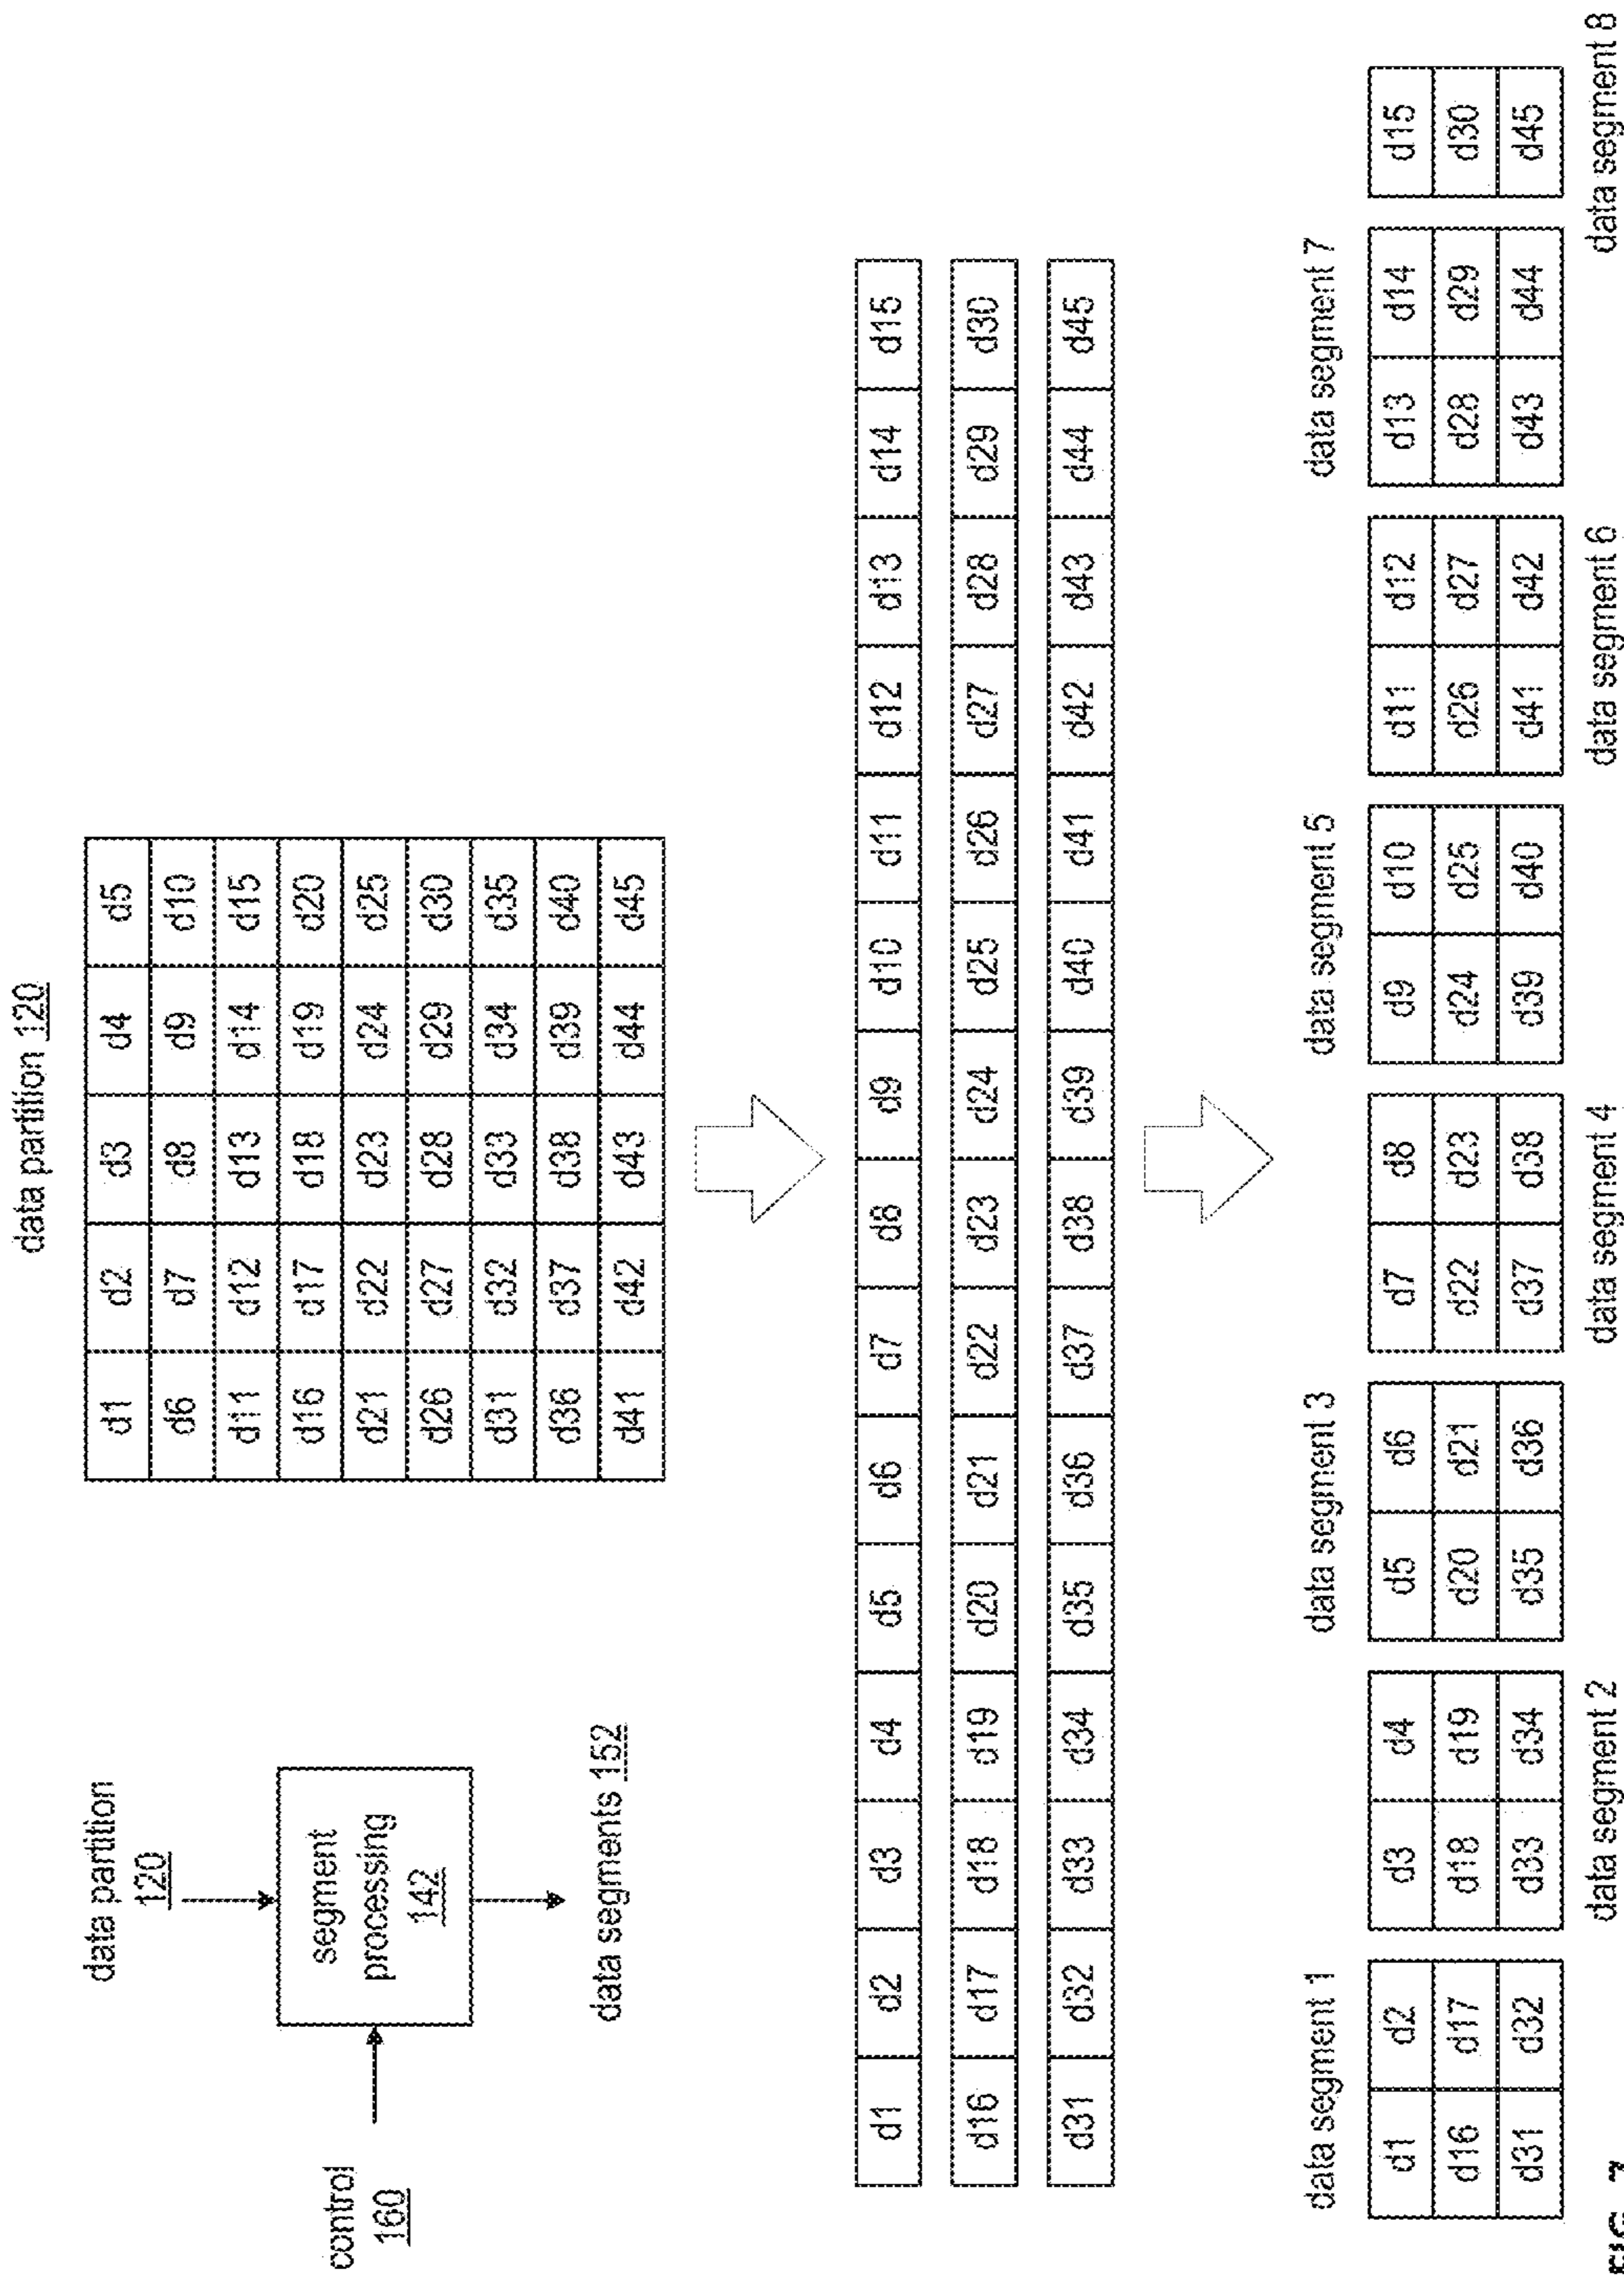 data partition
120
control
160
segment
processing
142
data segments 152
data partition 120
d1 d2 d3 d4 d5
d6 d7 d8 d9 d10
d11 d12 d13 d14 d15
d16 d17 d18 d19 d20
d21 d22 d23 d24 d25
d26 d27 d28 d29 d30
d31 d32 d33 d34 d35
d36 d37 d38 d39 d40
d41 d42 d43 d44 d45
d1 d2 d3 d4 d5 d6 d7 d8 d9 d10 d11 d12 d13 d14 d15
d16 d17 d18 d19 d20 d21 d22 d23 d24 d25 d26 d27 d28 d29 d30
d31 d32 d33 d34 d35 d36 d37 d38 d39 d40 d41 d42 d43 d44 d45
data segment 1 data segment 3 data segment 5 data segment 7
d1 d2 d3 d4 d5 d6 d7 d8 d9 d10 d11 d12 d13 d14 d15
d16 d17 d18 d19 d20 d21 d22 d23 d24 d25 d26 d27 d28 d29 d30
d31 d32 d33 d34 d35 d36 d37 d38 d39 d40 d41 d42 d43 d44 d45
data segment 2 data segment 4 data segment 6 data segment 8
FIG. 7